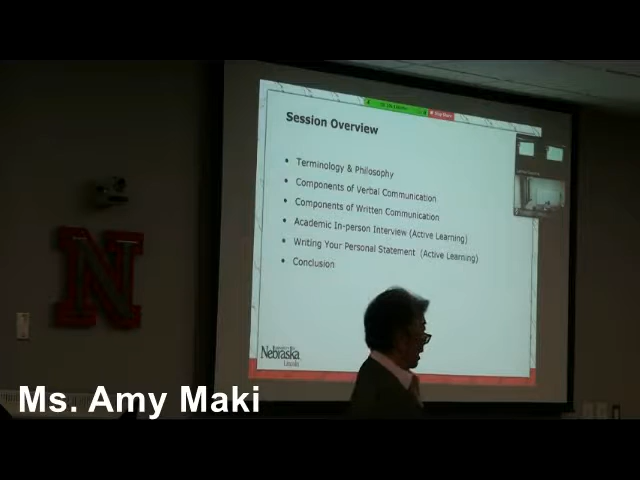 Session Overview
• Terminology & Philosophy
• Components of Verbal Communication
• Components of Written Communication
• Academic In-person Interview (Active Learning)
• Writing Your Personal Statement (Active Learning)
• Conclusion
N
Nebraska
Lincoln
Ms. Amy Maki